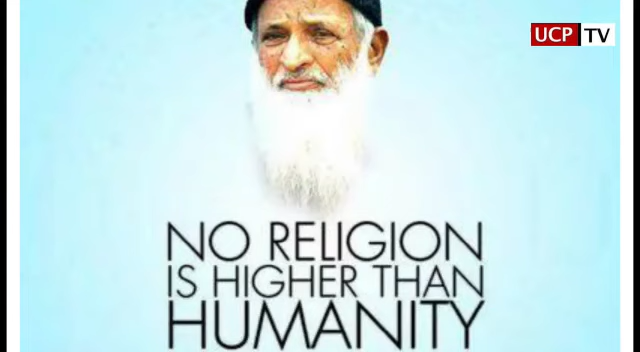 UCP TV
NO RELIGION
IS HIGHER THAN
HUMANITY